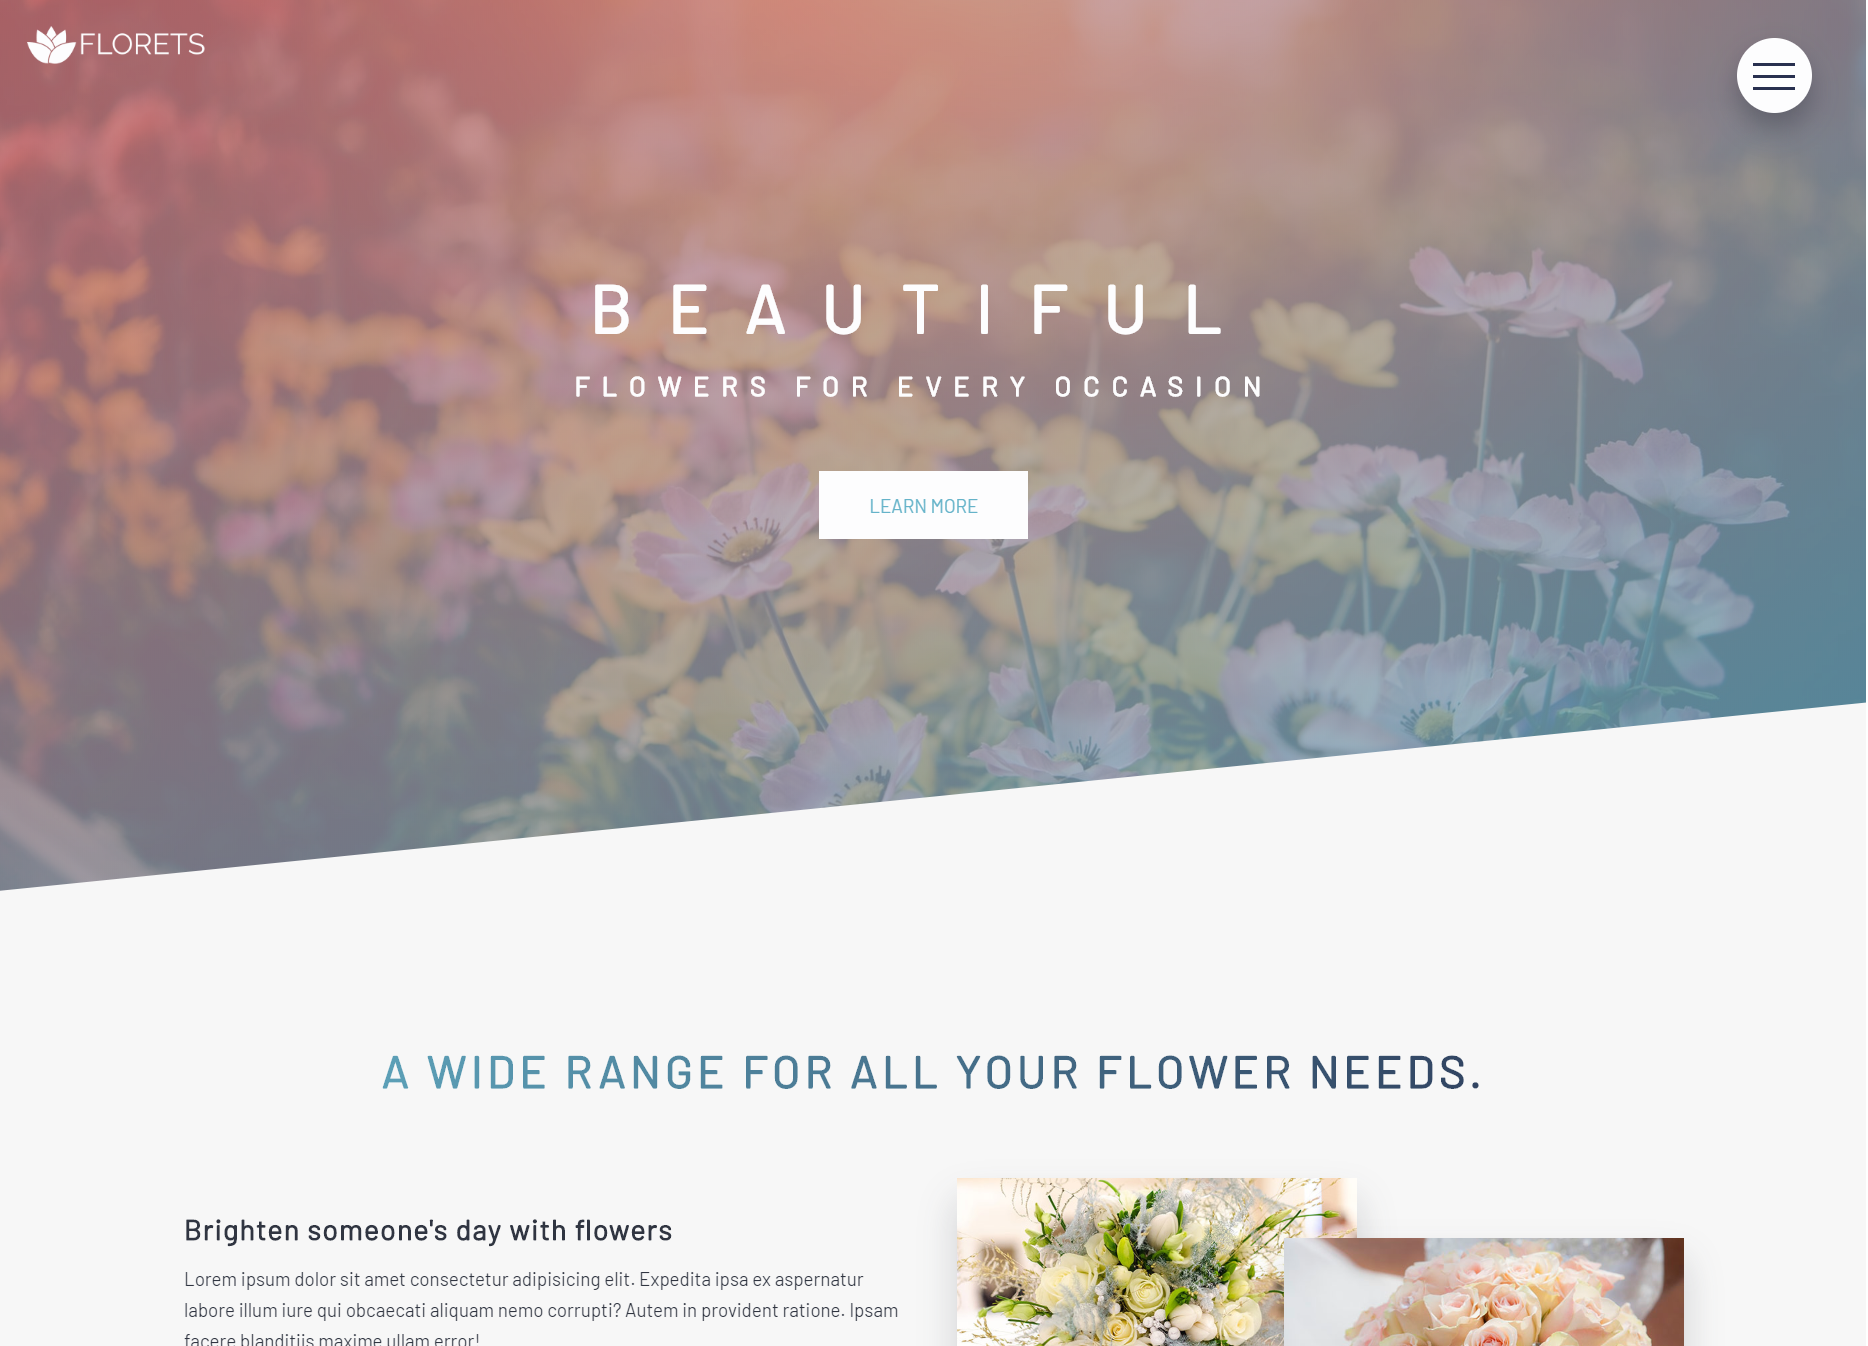 FLORETS
BEAUTIFUL
FLOWERS FOR EVERY OCCASION
LEARN MORE
A WIDE RANGE FOR ALL YOUR FLOWER NEEDS.
Brighten someone's day with flowers
Lorem ipsum dolor sit amet consectetur adipisicing elit. Expedita ipsa ex aspernatur
labore illum iure qui obcaecati aliquam nemo corrupti? Autem in provident ratione. Ipsam
facere blanditiis maxime ullam error!